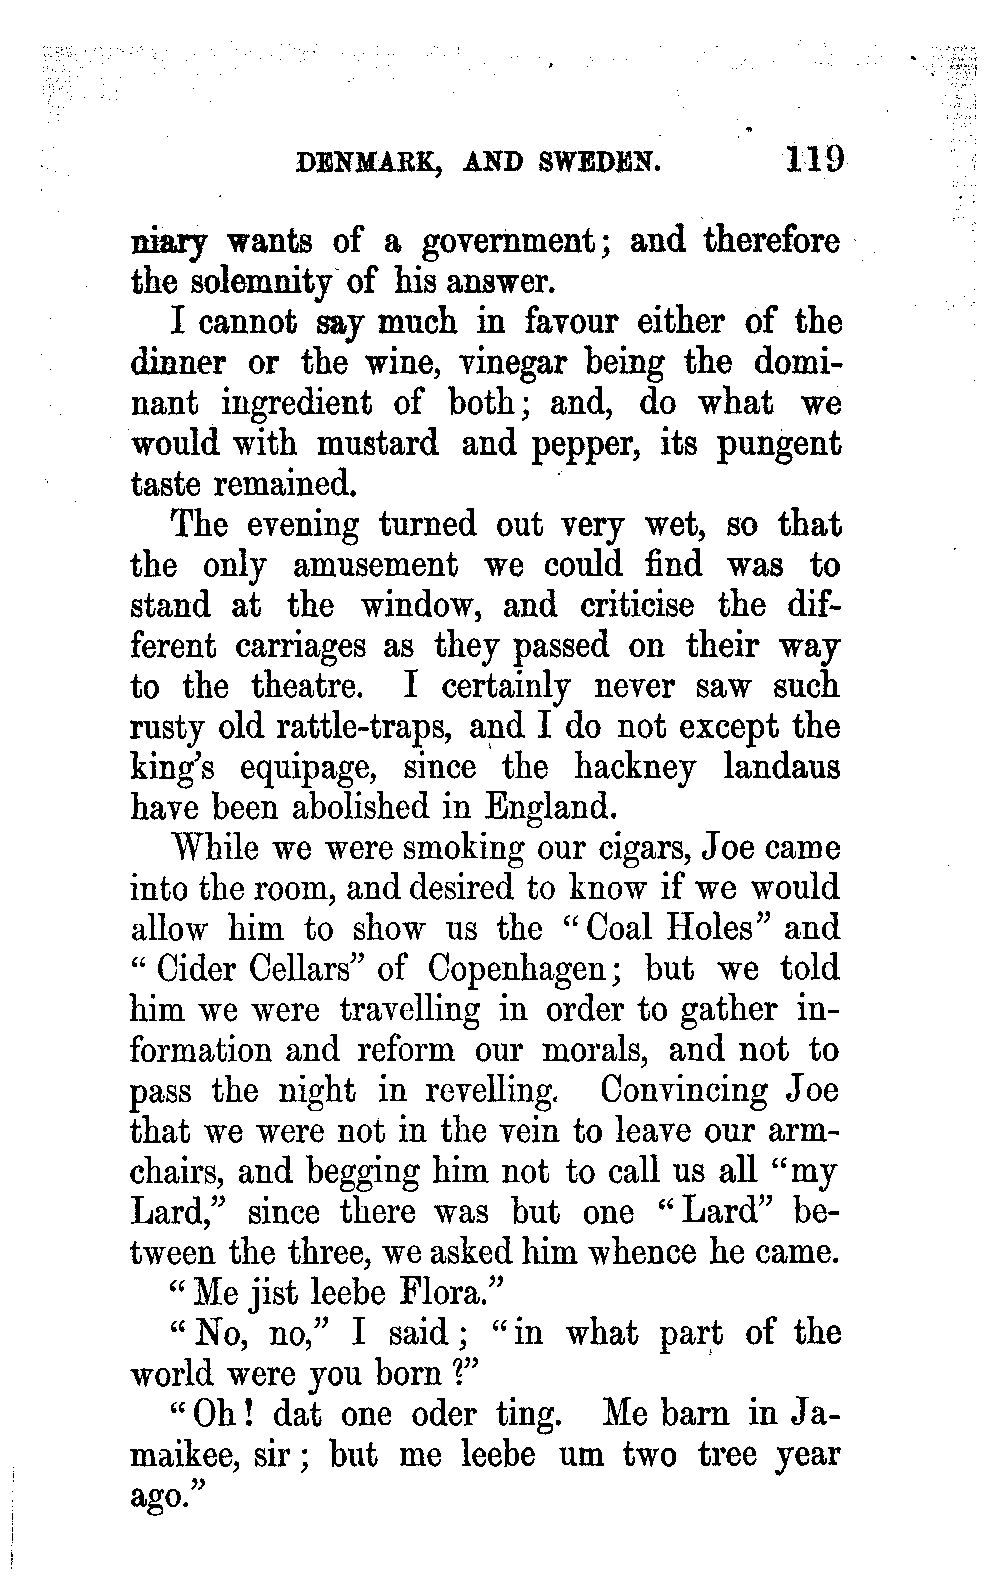 DENMARK, AND SWEDEN. 119
niary wants of a government; and therefore
the solemnity of his answer.
I cannot say much in favour either of the
dinner or the wine, vinegar being the domi-
nant ingredient of both; and, do what we
would with mustard and pepper, its pungent
taste remained.
The evening turned out very wet, so that
the only amusement we could find was to
stand at the window, and criticise the dif-
ferent carriages as they passed on their way
to the theatre. I certainly never saw such
rusty old rattle-traps, and I do not except the
king's equipage, since the hackney landaus
have been abolished in England.
While we were smoking our cigars, Joe came
into the room, and desired to know if we would
allow him to show us the "Coal Holes" and
"Cider Cellars" of Copenhagen; but we told
him we were travelling in order to gather in-
formation and reform our morals, and not to
pass the night in revelling. Convincing Joe
that we were not in the vein to leave our arm-
chairs, and begging him not to call us all "my
Lard," since there was but one "Lard" be-
tween the three, we asked him whence he came.
"Me jist leebe Flora."
"No, no," I said; "in what part of the
world were you born?"
"Oh! dat one oder ting. Me barn in Ja-
maikee, sir; but me leebe um two tree year
ago."